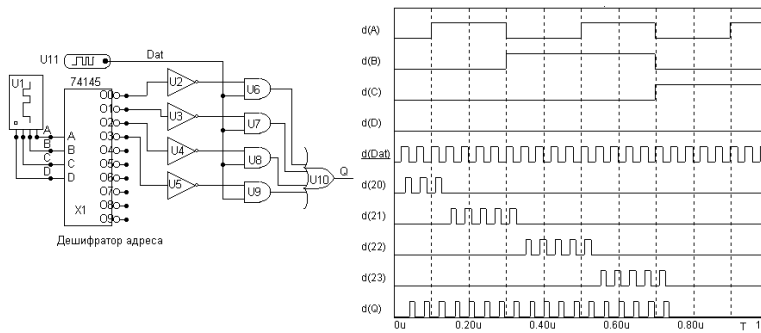 U11
Dat
U1
74145
A
B
C
D
A
B
C
D
X1
O0
O1
O2
O3
O4
O5
O6
O7
O8
O9
U2
U3
U4
U5
U6
U7
U8
U9
U10
Q
Дешифратор адреса
d(A)
d(B)
d(C)
d(D)
d(Dat)
d(20)
d(21)
d(22)
d(23)
d(Q)
0u 0.20u 0.40u 0.60u 0.80u T 1